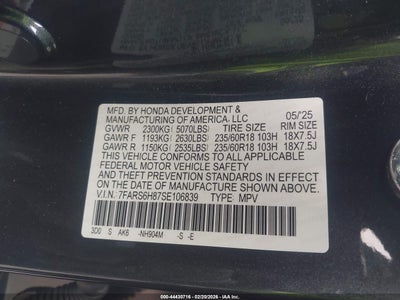 MFD. BY HONDA DEVELOPMENT & 05/'25
MANUFACTURING OF AMERICA, LLC
GVWR 2300KG( 5070LBS) TIRE SIZE RIM SIZE
GAWR F 1193KG( 2630LBS) 235/60R18 103H 18X7.5J
GAWR R 1150KG( 2535LBS) 235/60R18 103H 18X7.5J
THIS VEHICLE CONFORMS TO ALL APPLICABLE
FEDERAL MOTOR VEHICLE SAFETY
AND THEFT PREVENTION STANDARDS IN EFFECT ON
THE DATE OF MANUFACTURE SHOWN ABOVE.
V.I.N. 7FARS6H87SE106839 TYPE: MPV
3D0 S AK6 -NH904M -S -E
000-44430716 - 02/20/2026 - IAAI.COM